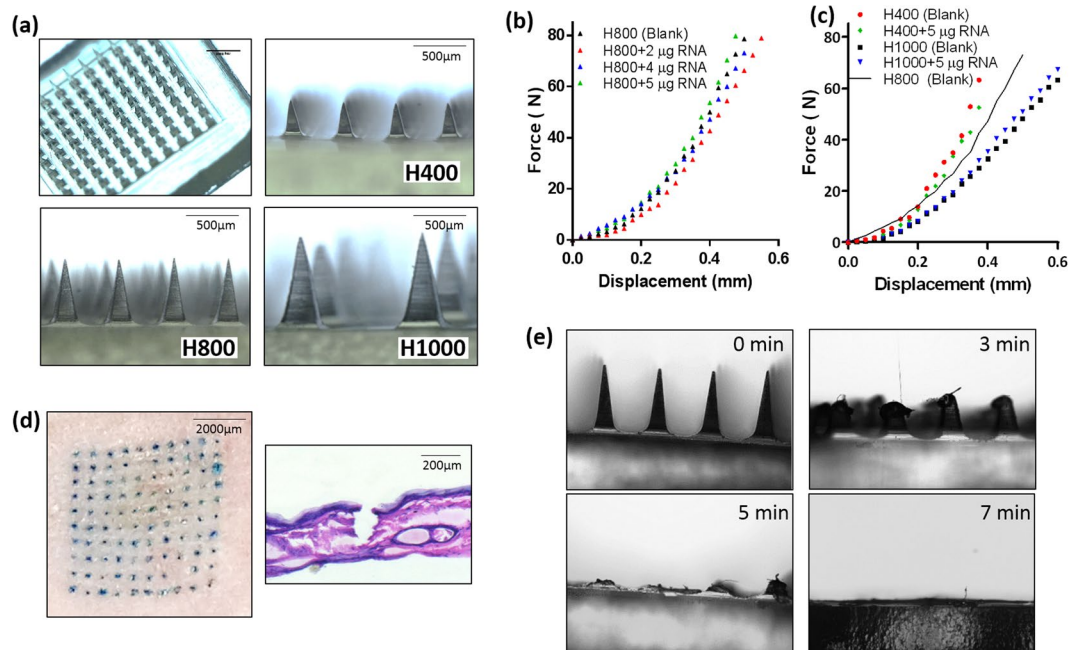 (a)
500μm
H400
500μm
H800
500μm
H1000
(b)
H800 (Blank)
H800+2 μg RNA
H800+4 μg RNA
H800+5 μg RNA
80
60
40
20
0
Force ( N)
0.0 0.2 0.4 0.6
Displacement (mm)
(c)
H400 (Blank)
H400+5 μg RNA
H1000 (Blank)
H1000+5 μg RNA
H800 (Blank)
80
60
40
20
0
Force ( N)
0.0 0.2 0.4 0.6
Displacement (mm)
(d)
2000μm
200μm
(e)
0 min
3 min
5 min
7 min